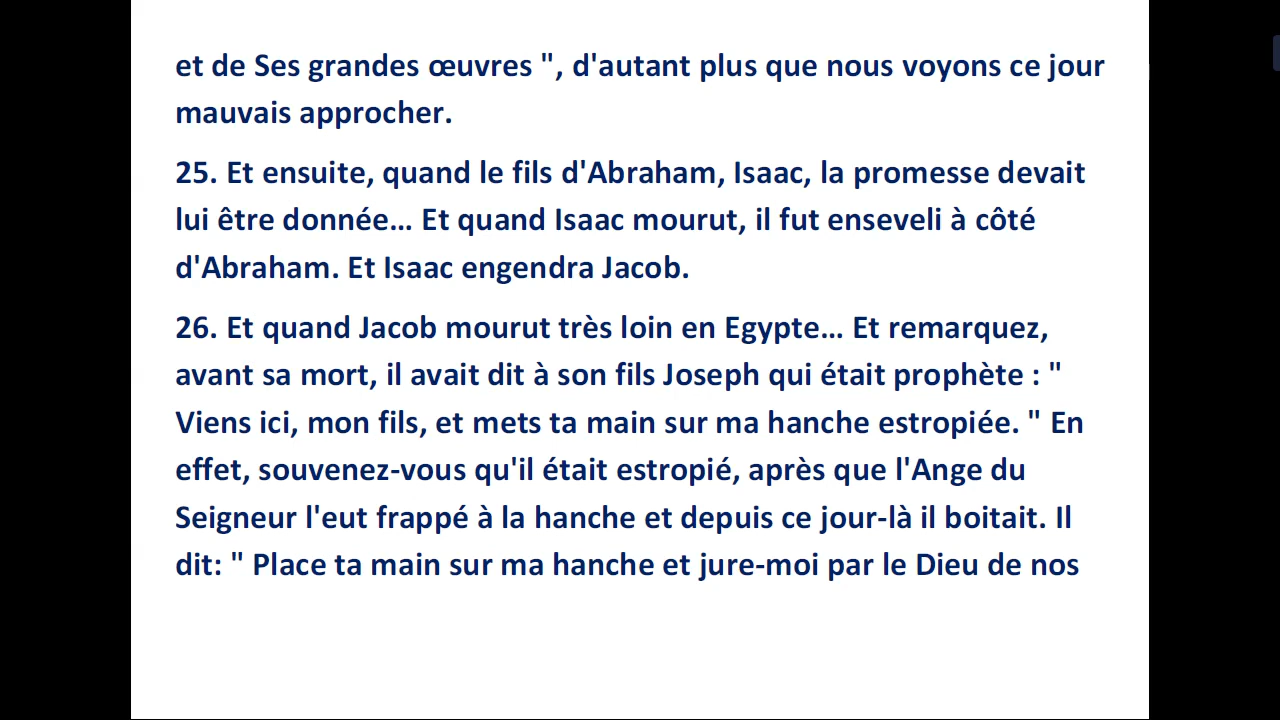 et de Ses grandes œuvres ", d'autant plus que nous voyons ce jour
mauvais approcher.
25. Et ensuite, quand le fils d'Abraham, Isaac, la promesse devait
lui être donnée... Et quand Isaac mourut, il fut enseveli à côté
d'Abraham. Et Isaac engendra Jacob.
26. Et quand Jacob mourut très loin en Egypte... Et remarquez,
avant sa mort, il avait dit à son fils Joseph qui était prophète : "
Viens ici, mon fils, et mets ta main sur ma hanche estropiée. " En
effet, souvenez-vous qu'il était estropié, après que l'Ange du
Seigneur l'eut frappé à la hanche et depuis ce jour-là il boitait. Il
dit: " Place ta main sur ma hanche et jure-moi par le Dieu de nos